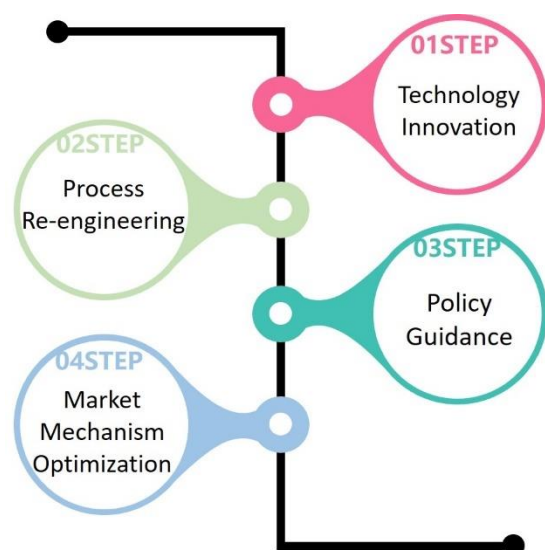 01STEP
Technology
Innovation
02STEP
Process
Re-engineering
03STEP
Policy
Guidance
04STEP
Market
Mechanism
Optimization